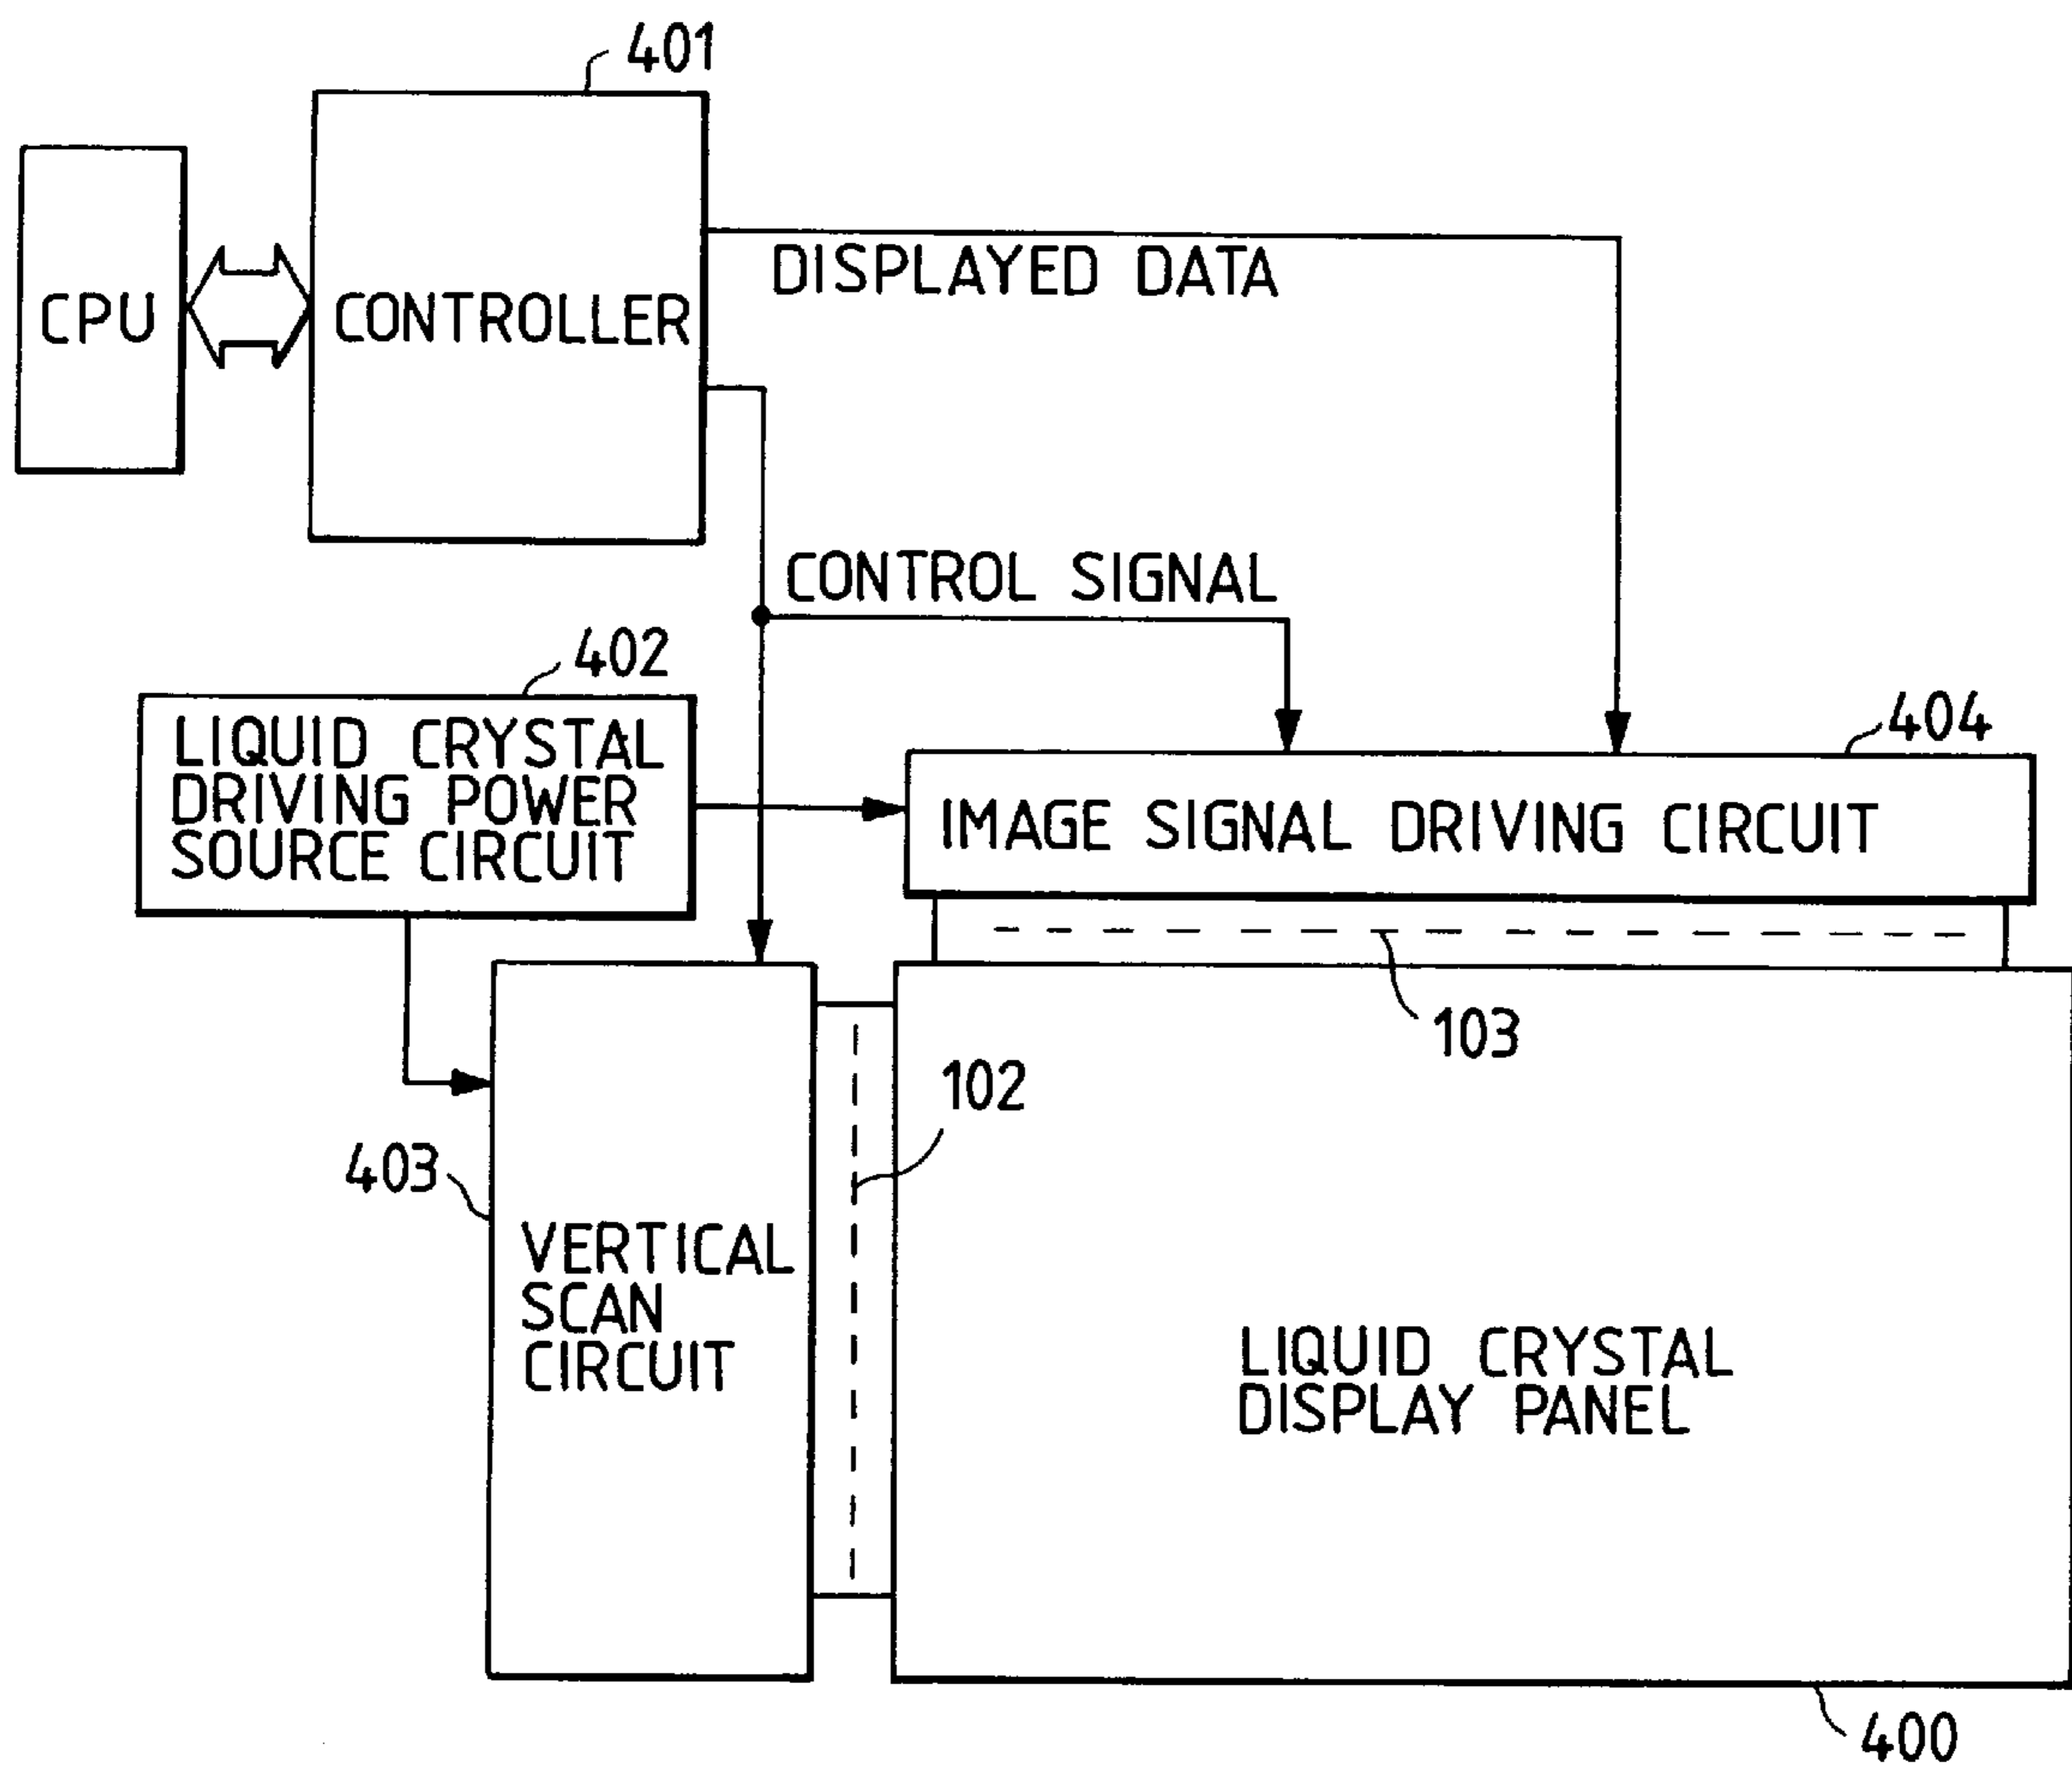 401
CPU
CONTROLLER
DISPLAYED DATA
CONTROL SIGNAL
402
LIQUID CRYSTAL
DRIVING POWER
SOURCE CIRCUIT
404
IMAGE SIGNAL DRIVING CIRCUIT
103
102
403
VERTICAL
SCAN
CIRCUIT
LIQUID CRYSTAL
DISPLAY PANEL
400